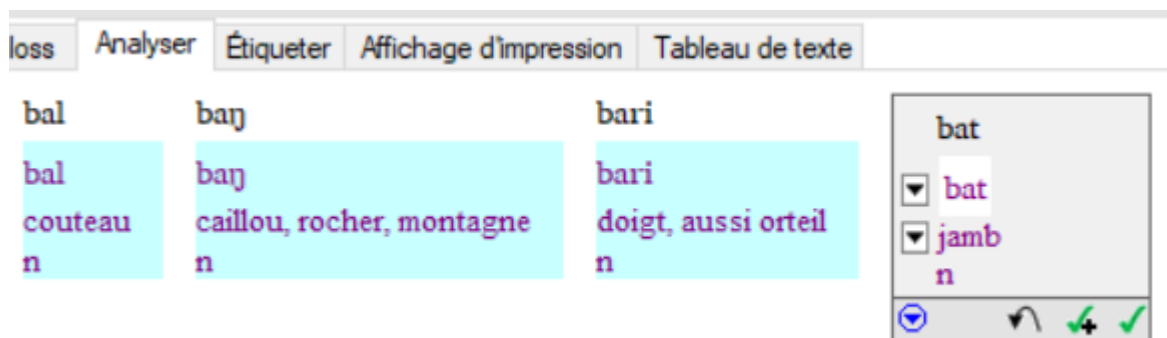 loss Analyser Étiqueter Affichage d'impression Tableau de texte
bal baŋ bari bat
bal baŋ bari bat
couteau caillou, rocher, montagne doigt, aussi orteil jamb
n n n n